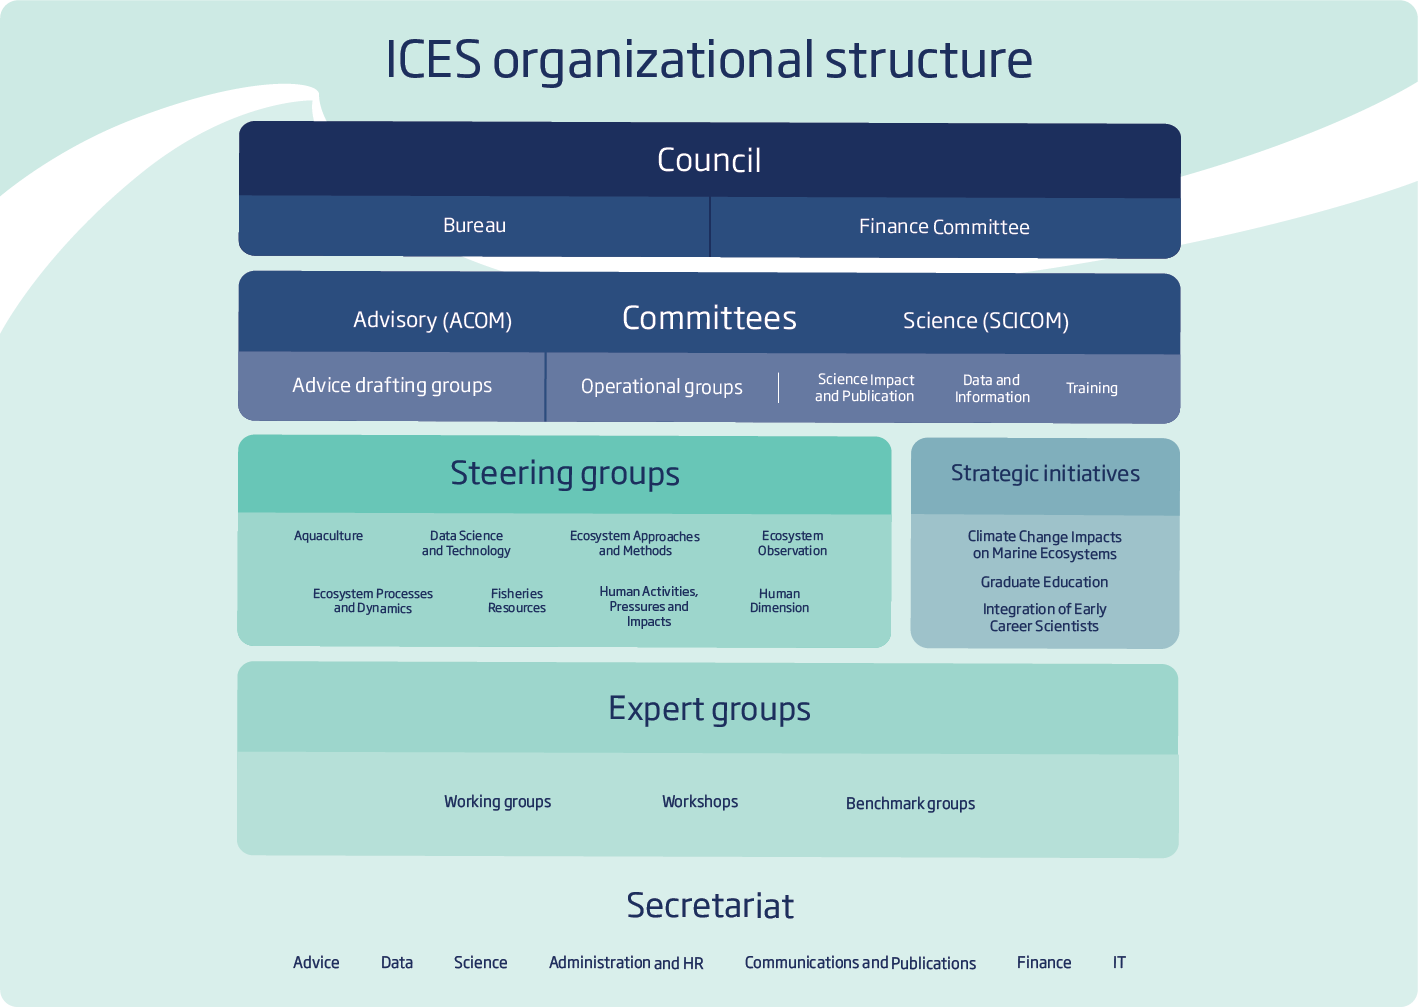 ICES organizational structure
Council
Bureau
Finance Committee
Advisory (ACOM)
Committees
Science (SCICOM)
Advice drafting groups
Operational groups
Science Impact
and Publication
Data and
Information
Training
Steering groups
Aquaculture
Data Science
and Technology
Ecosystem Approaches
and Methods
Ecosystem
Observation
Ecosystem Processes
and Dynamics
Fisheries
Resources
Human Activities,
Pressures and
Impacts
Human
Dimension
Strategic initiatives
Climate Change Impacts
on Marine Ecosystems
Graduate Education
Integration of Early
Career Scientists
Expert groups
Working groups
Workshops
Benchmark groups
Secretariat
Advice
Data
Science
Administration and HR
Communications and Publications
Finance
IT